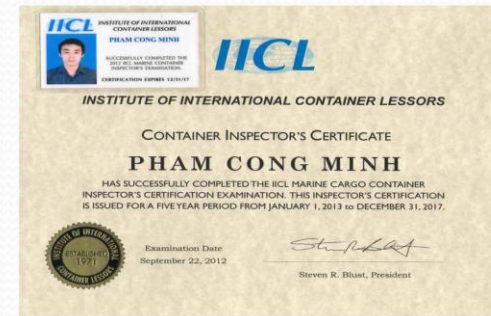 IICL
INSTITUTE OF INTERNATIONAL
CONTAINER LESSORS
PHAM CONG MINH
SUCCESSFULLY COMPLETED THE
2012 IICL MARINE CONTAINER
INSPECTOR'S EXAMINATION.
CERTIFICATION EXPIRES 12/31/17
IICL
INSTITUTE OF INTERNATIONAL CONTAINER LESSORS
CONTAINER INSPECTOR'S CERTIFICATE
PHAM CONG MINH
HAS SUCCESSFULLY COMPLETED THE IICL MARINE CARGO CONTAINER
INSPECTOR'S CERTIFICATION EXAMINATION. THIS INSPECTOR'S CERTIFICATION
IS ISSUED FOR A FIVE YEAR PERIOD FROM JANUARY 1, 2013 to DECEMBER 31, 2017.
INSTITUTE OF INTERNATIONAL
ESTABLISHED
1971
CONTAINER LESSORS
Examination Date
September 22, 2012
Steven R. Blust, President